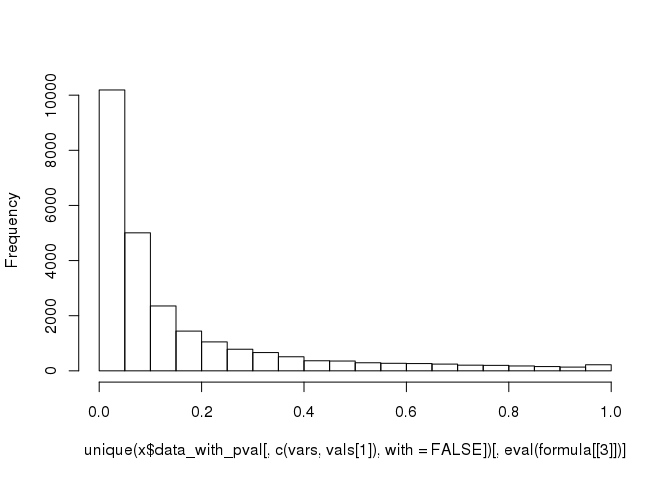 Frequency
10000
8000
6000
4000
2000
0
0.0 0.2 0.4 0.6 0.8 1.0
unique(x$data_with_pval[, c(vars, vals[1]), with = FALSE])[, eval(formula[[3]])]